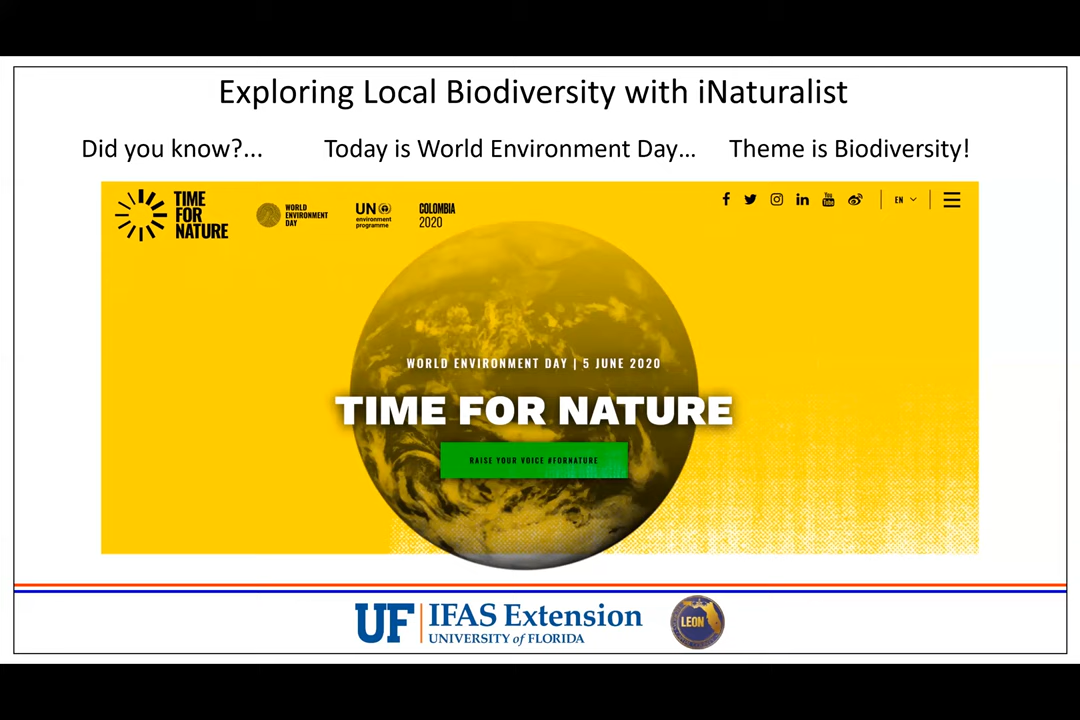 Exploring Local Biodiversity with iNaturalist
Did you know?... Today is World Environment Day... Theme is Biodiversity!
TIME
FOR
NATURE
WORLD
ENVIRONMENT
DAY
UN
environment
programme
COLOMBIA
2020
You
Tube
EN
WORLD ENVIRONMENT DAY | 5 JUNE 2020
TIME FOR NATURE
RAISE YOUR VOICE #FORNATURE
UF IFAS Extension
UNIVERSITY of FLORIDA
LEON